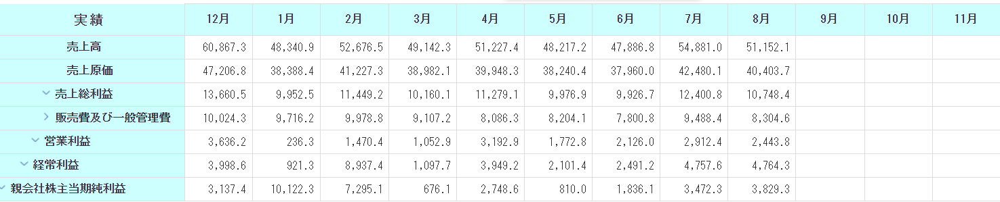 実績 12月 1月 2月 3月 4月 5月 6月 7月 8月 9月 10月 11月
売上高 60,867.3 48,340.9 52,676.5 49,142.3 51,227.4 48,217.2 47,886.8 54,881.0 51,152.1
売上原価 47,206.8 38,388.4 41,227.3 38,982.1 39,948.3 38,240.4 37,960.0 42,480.1 40,403.7
売上総利益 13,660.5 9,952.5 11,449.2 10,160.1 11,279.1 9,976.9 9,926.7 12,400.8 10,748.4
販売費及び一般管理費 10,024.3 9,716.2 9,978.8 9,107.2 8,086.3 8,204.1 7,800.8 9,488.4 8,304.6
営業利益 3,636.2 236.3 1,470.4 1,052.9 3,192.9 1,772.8 2,126.0 2,912.4 2,443.8
経常利益 3,998.6 921.3 8,937.4 1,097.7 3,949.2 2,101.4 2,491.2 4,757.6 4,764.3
親会社株主当期純利益 3,137.4 10,122.3 7,295.1 676.1 2,748.6 810.0 1,836.1 3,472.3 3,829.3